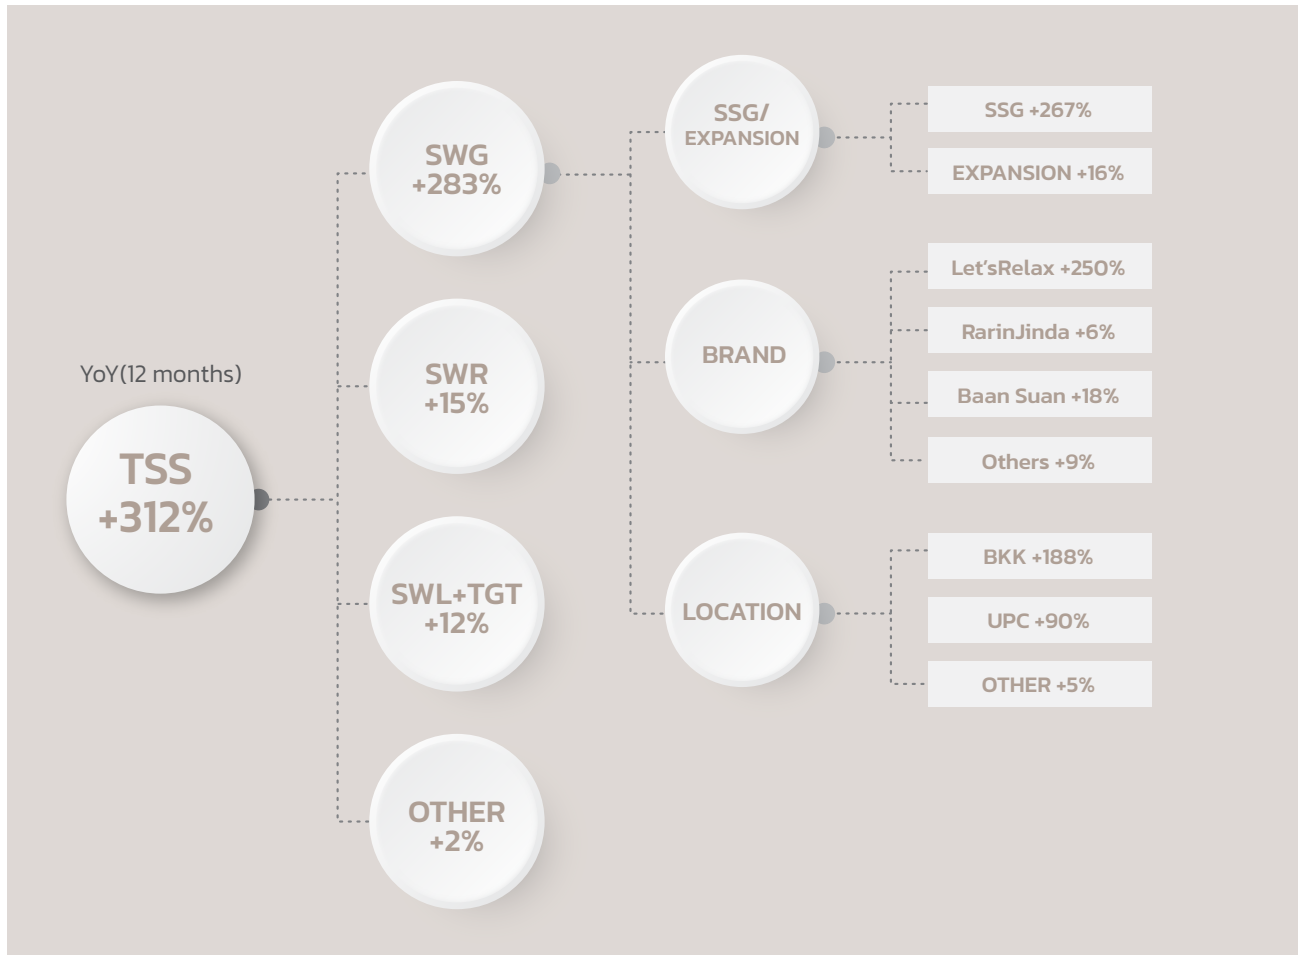 YoY(12 months)
TSS
+312%
SWG
+283%
SWR
+15%
SWL+TGT
+12%
OTHER
+2%
SSG/
EXPANSION
BRAND
LOCATION
SSG +267%
EXPANSION +16%
Let'sRelax +250%
RarinJinda +6%
Baan Suan +18%
Others +9%
BKK +188%
UPC +90%
OTHER +5%